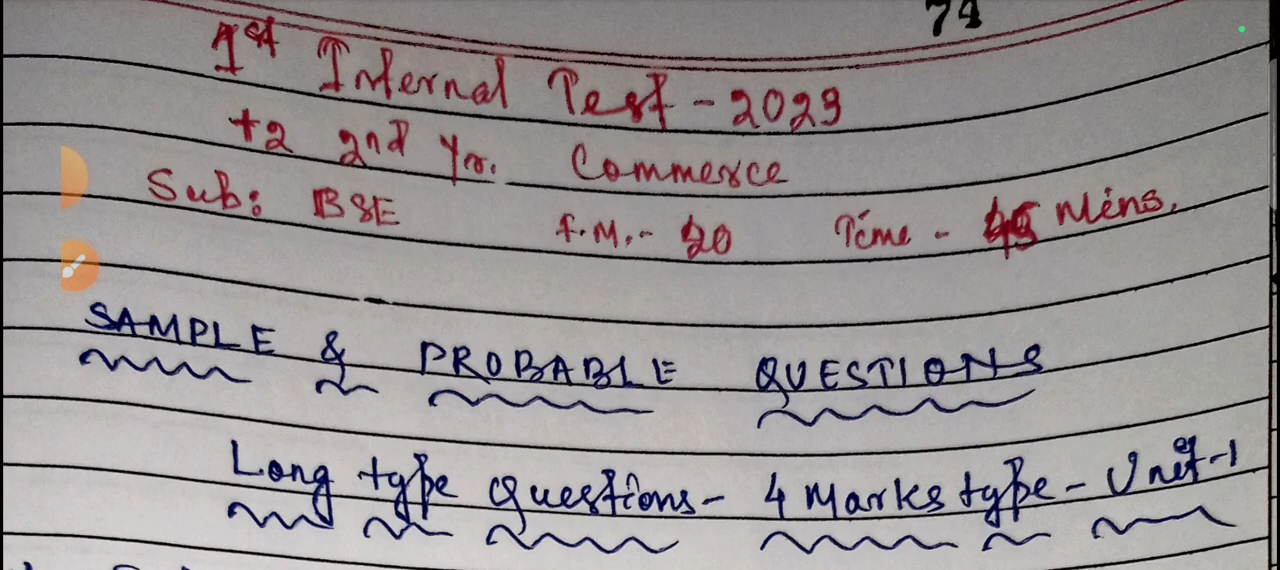 74
1st Internal Test - 2023
+2 2nd Yr. Commerce
Sub: BSE F.M.- 20 Time - 45 Mins.
SAMPLE & PROBABLE QUESTIONS
Long type Questions - 4 Marks type - Unit-1